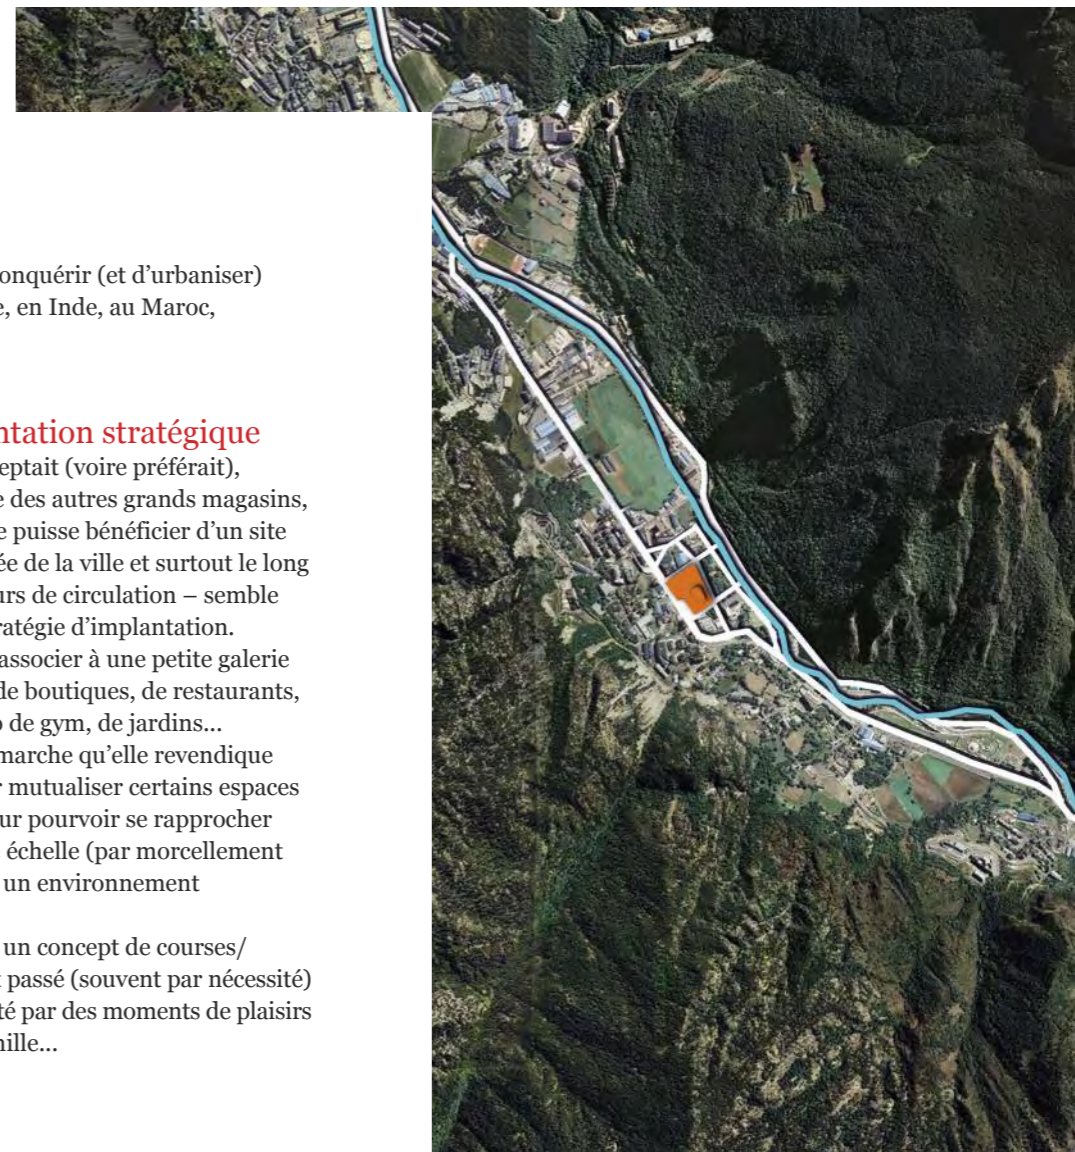 onquérir (et d'urbaniser)
e, en Inde, au Maroc,
ntation stratégique
eptait (voire préférait),
e des autres grands magasins,
e puisse bénéficier d'un site
ée de la ville et surtout le long
urs de circulation – semble
ratégie d'implantation.
associer à une petite galerie
de boutiques, de restaurants,
o de gym, de jardins...
marche qu'elle revendique
r mutualiser certains espaces
ur pourvoir se rapprocher
e échelle (par morcellement
un environnement
un concept de courses/
t passé (souvent par nécessité)
té par des moments de plaisirs
nille...